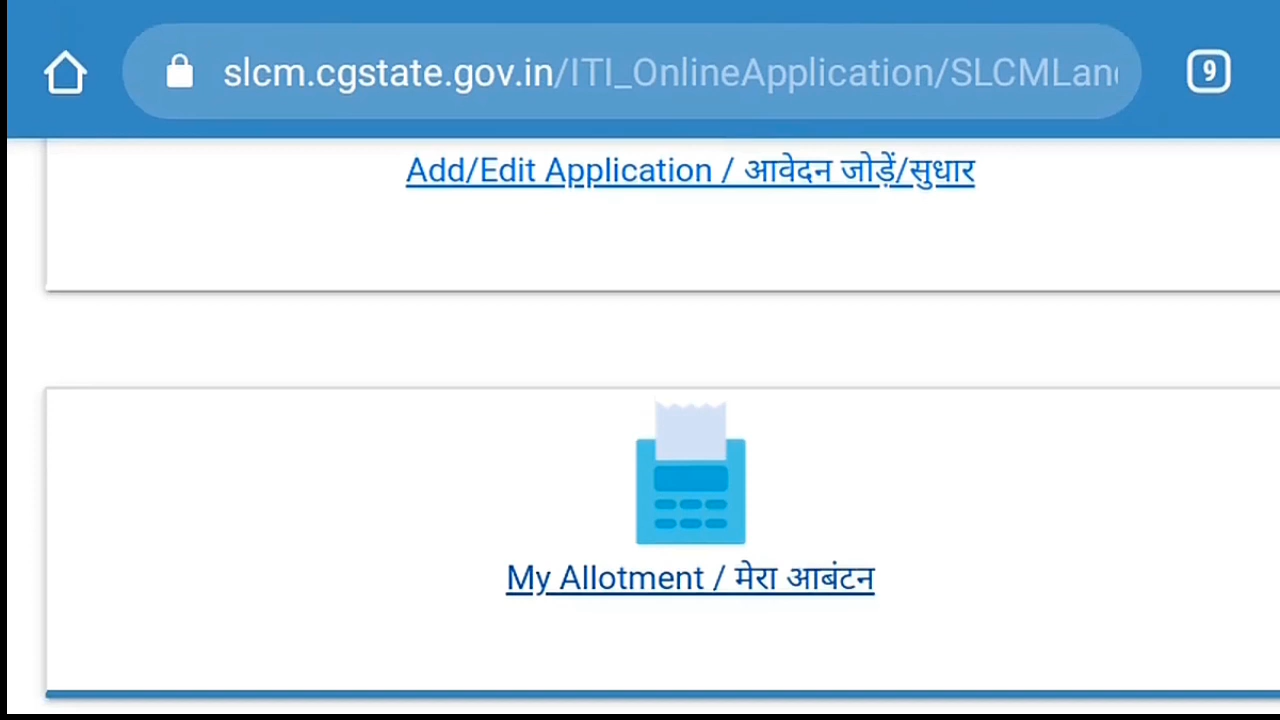 slcm.cgstate.gov.in/ITI_OnlineApplication/SLCMLan
9
Add/Edit Application / आवेदन जोड़ें/सुधार
My Allotment / मेरा आबंटन